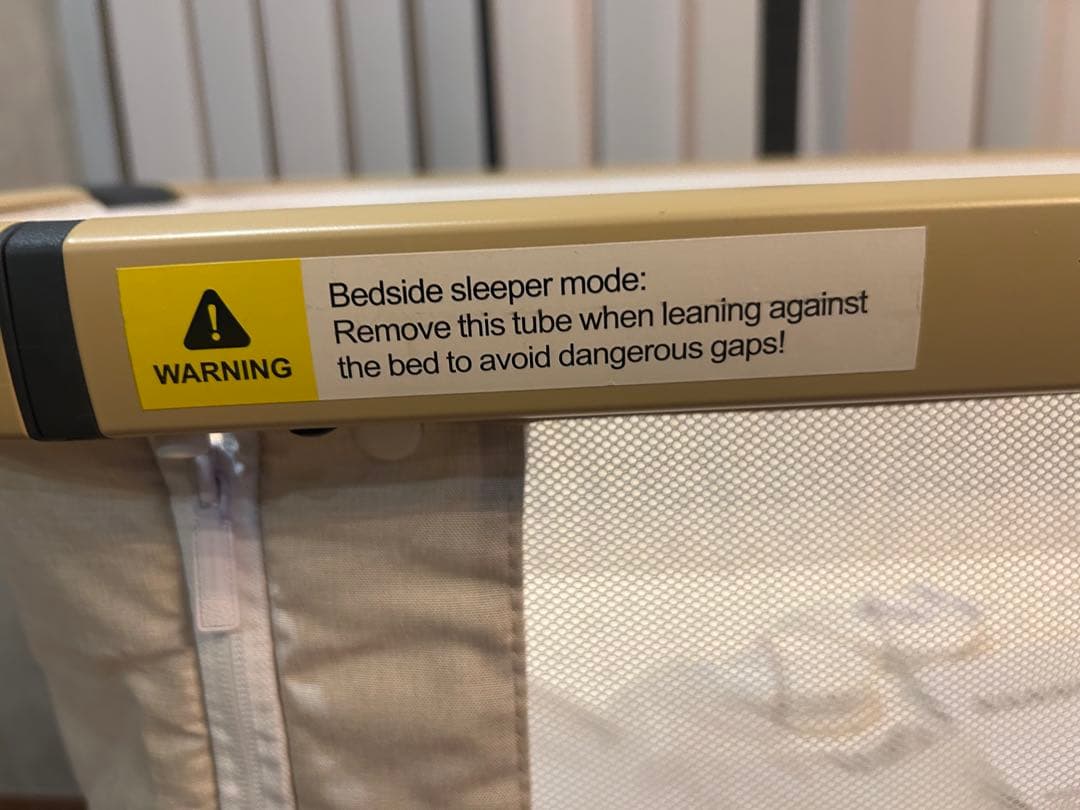 WARNING
Bedside sleeper mode:
Remove this tube when leaning against
the bed to avoid dangerous gaps!